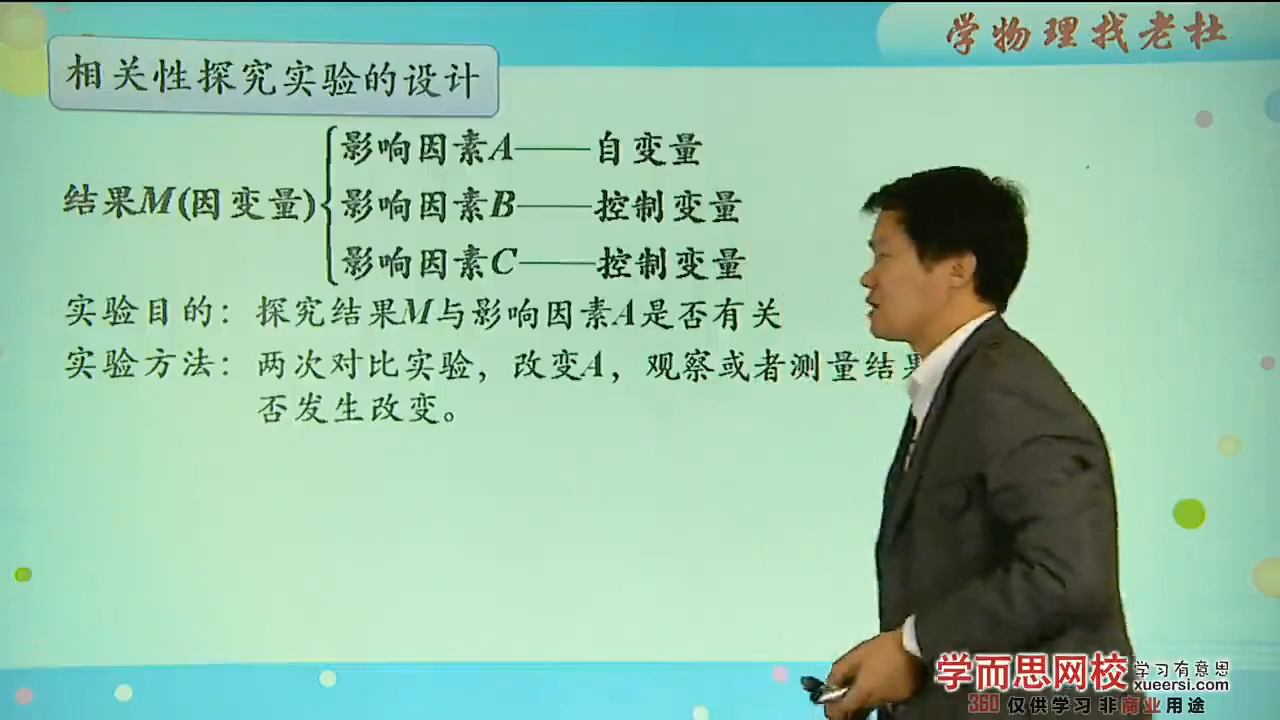 学物理找老杜
相关性探究实验的设计
影响因素A——自变量
结果M(因变量)
影响因素B——控制变量
影响因素C——控制变量
实验目的：探究结果M与影响因素A是否有关
实验方法：两次对比实验，改变A，观察或者测量结果
否发生改变。
学而思网校
学习有意思
xueersi.com
360 仅供学习 非商业用途